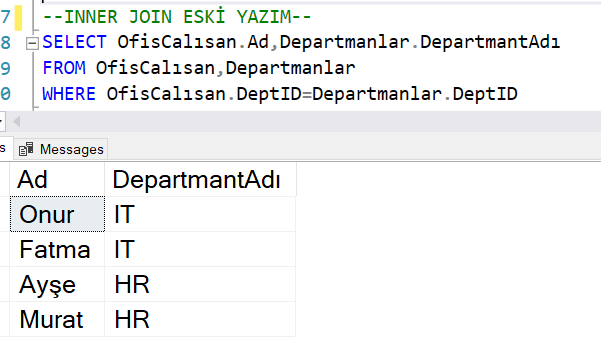 7 --INNER JOIN ESKİ YAZIM--
8 SELECT OfisCalısan.Ad,Departmanlar.DepartmantAdı
9 FROM OfisCalısan,Departmanlar
0 WHERE OfisCalısan.DeptID=Departmanlar.DeptID
s Messages
Ad DepartmantAdı
Onur IT
Fatma IT
Ayşe HR
Murat HR